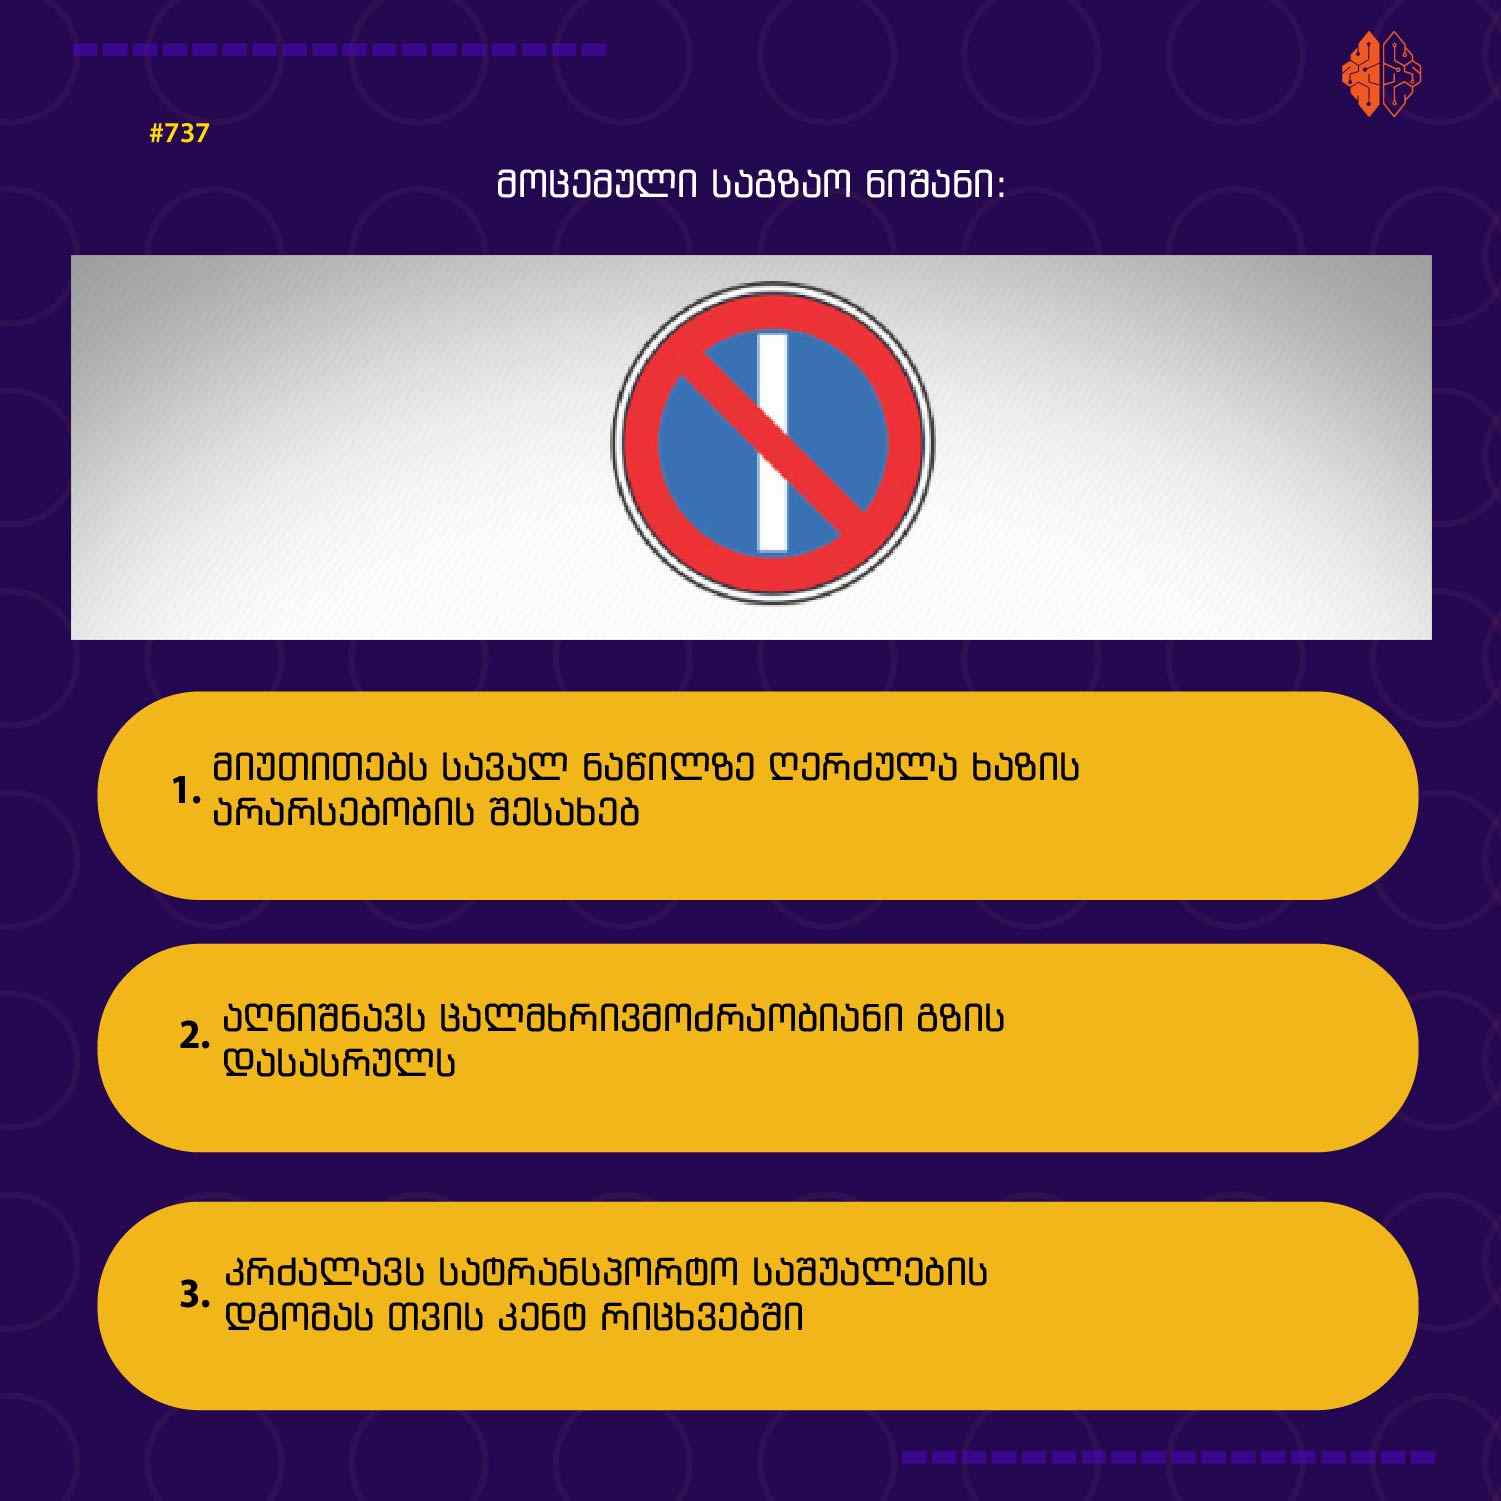 #737
მოცემული საგზაო ნიშანი:
1. მიუთითებს სავალ ნაწილზე ღერძულა ხაზის
არარსებობის შესახებ
2. აღნიშნავს ცალმხრივმოძრაობიანი გზის
დასასრულს
3. კრძალავს სატრანსპორტო საშუალების
დგომას თვის კენტ რიცხვებში